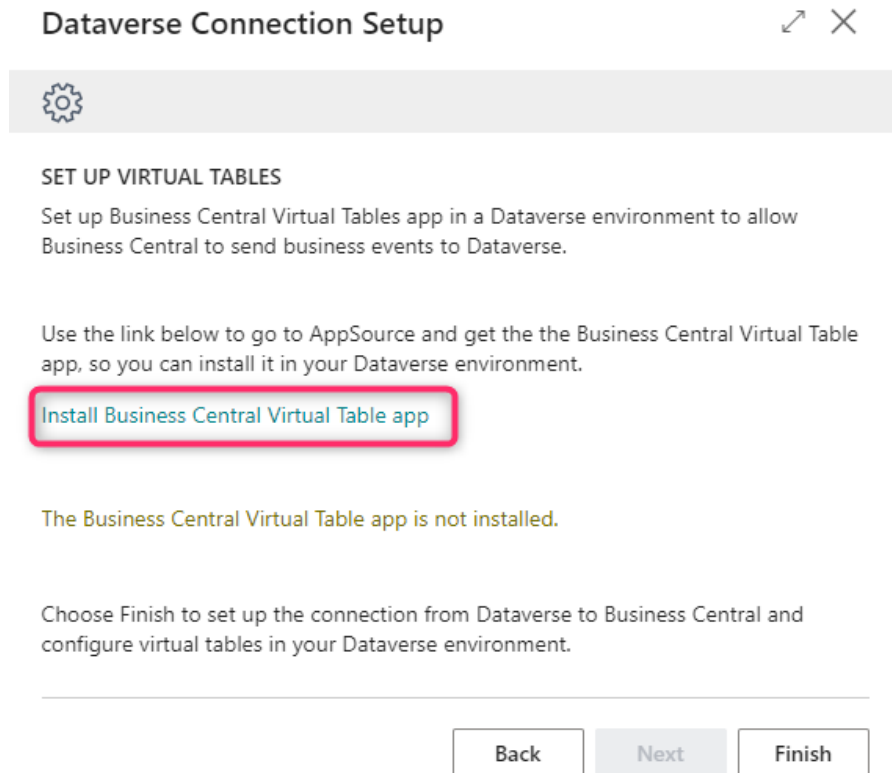 Dataverse Connection Setup
SET UP VIRTUAL TABLES
Set up Business Central Virtual Tables app in a Dataverse environment to allow
Business Central to send business events to Dataverse.
Use the link below to go to AppSource and get the the Business Central Virtual Table
app, so you can install it in your Dataverse environment.
Install Business Central Virtual Table app
The Business Central Virtual Table app is not installed.
Choose Finish to set up the connection from Dataverse to Business Central and
configure virtual tables in your Dataverse environment.
Back Next Finish